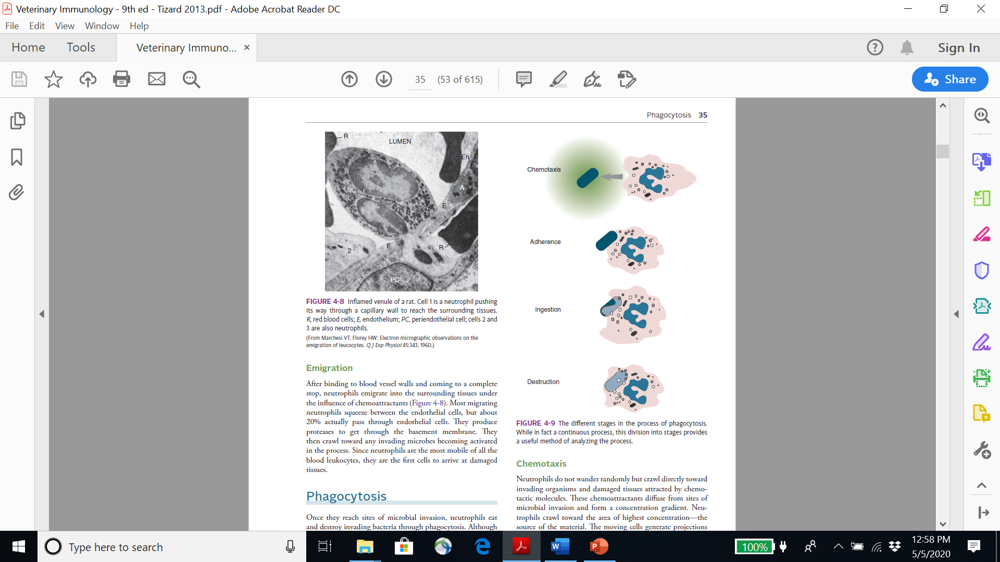 Veterinary Immunology - 9th ed - Tizard 2013.pdf - Adobe Acrobat Reader DC
File Edit View Window Help
Home Tools Veterinary Immuno... × Sign In
35 (53 of 615) Share
Phagocytosis 35
R LUMEN
En
A
E
2 E R
PC
FIGURE 4-8 Inflamed venule of a rat. Cell 1 is a neutrophil pushing
its way through a capillary wall to reach the surrounding tissues.
R, red blood cells; E, endothelium; PC, periendothelial cell; cells 2 and
3 are also neutrophils.
(From Marchesi VT, Florey HW: Electron micrographic observations on the
emigration of leucocytes. Q J Exp Physiol 45:343, 1960.)
Emigration
After binding to blood vessel walls and coming to a complete
stop, neutrophils emigrate into the surrounding tissues under
the influence of chemoattractants (Figure 4-8). Most migrating
neutrophils squeeze between the endothelial cells, but about
20% actually pass through endothelial cells. They produce
proteases to get through the basement membrane. They
then crawl toward any invading microbes becoming activated
in the process. Since neutrophils are the most mobile of all the
blood leukocytes, they are the first cells to arrive at damaged
tissues.
Phagocytosis
Once they reach sites of microbial invasion, neutrophils eat
and destroy invading bacteria through phagocytosis. Although
Chemotaxis
Adherence
Ingestion
Destruction
FIGURE 4-9 The different stages in the process of phagocytosis.
While in fact a continuous process, this division into stages provides
a useful method of analyzing the process.
Chemotaxis
Neutrophils do not wander randomly but crawl directly toward
invading organisms and damaged tissues attracted by chemo-
tactic molecules. These chemoattractants diffuse from sites of
microbial invasion and form a concentration gradient. Neu-
trophils crawl toward the area of highest concentration—the
source of the material. The moving cells generate projections
Type here to search
100%
12:58 PM
5/5/2020